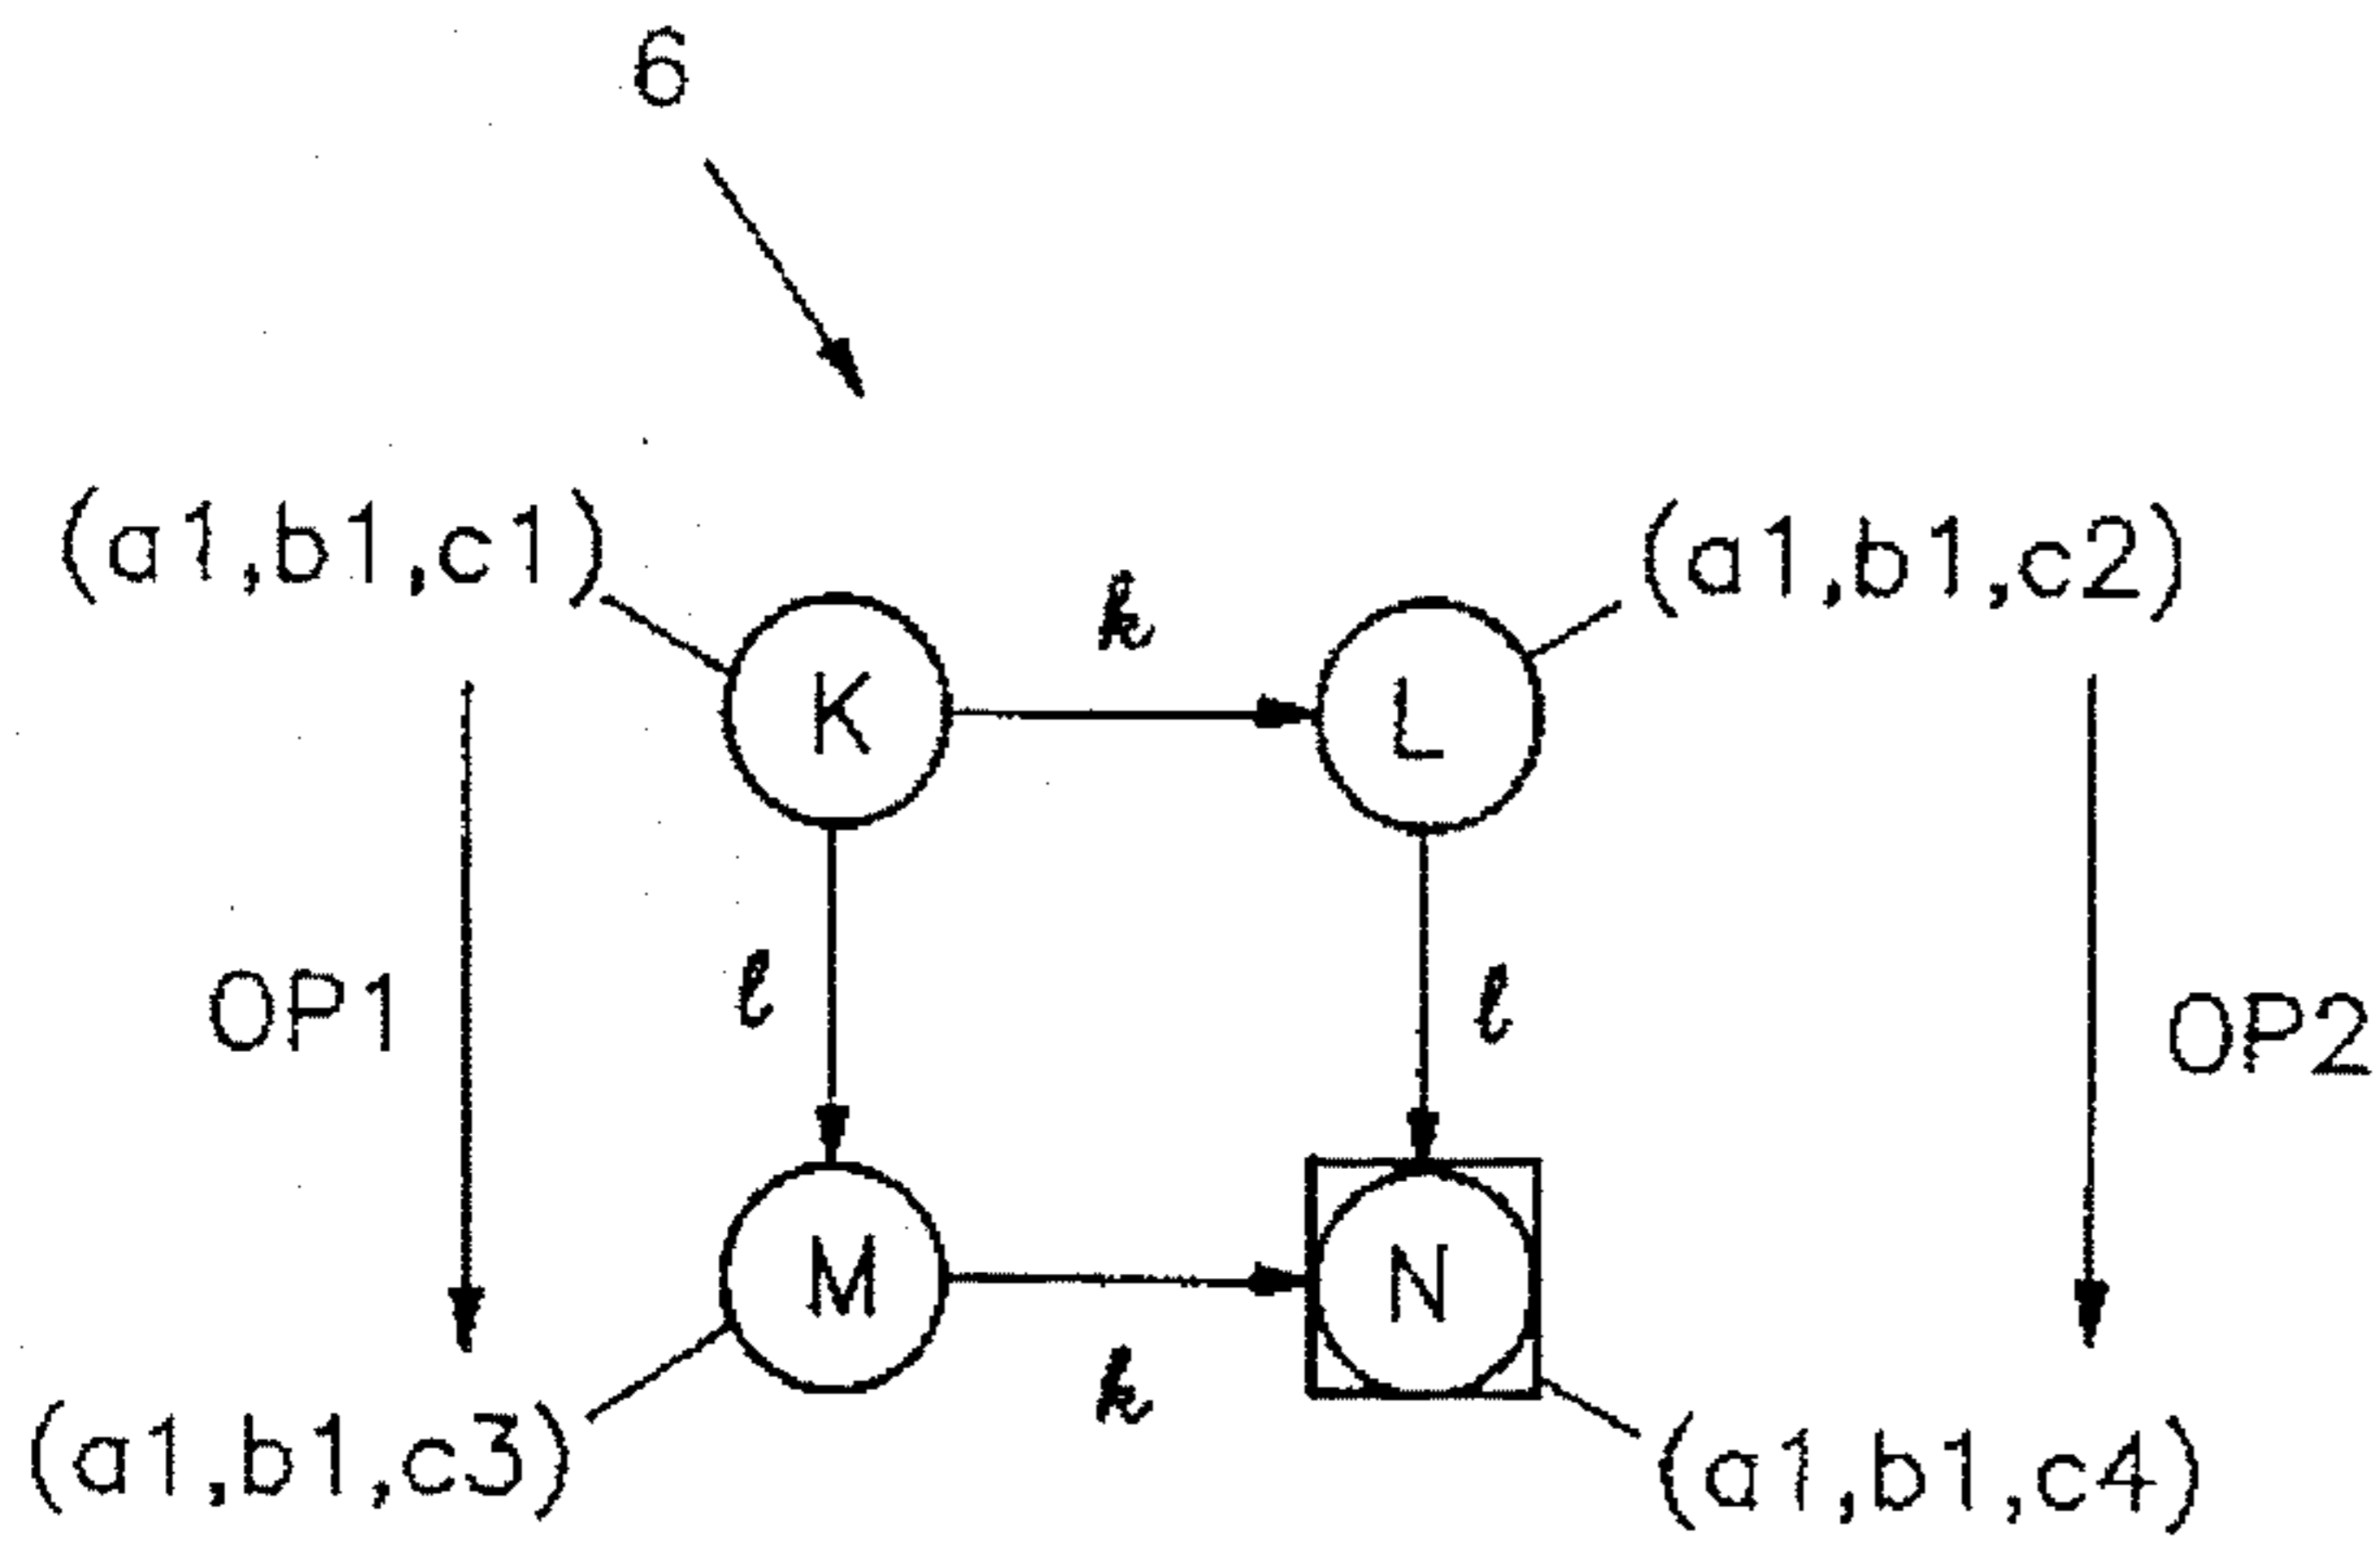 6
(a1,b1,c1)
(a1,b1,c2)
k
K
L
OP1
l
l
OP2
M
N
k
(a1,b1,c3)
(a1,b1,c4)